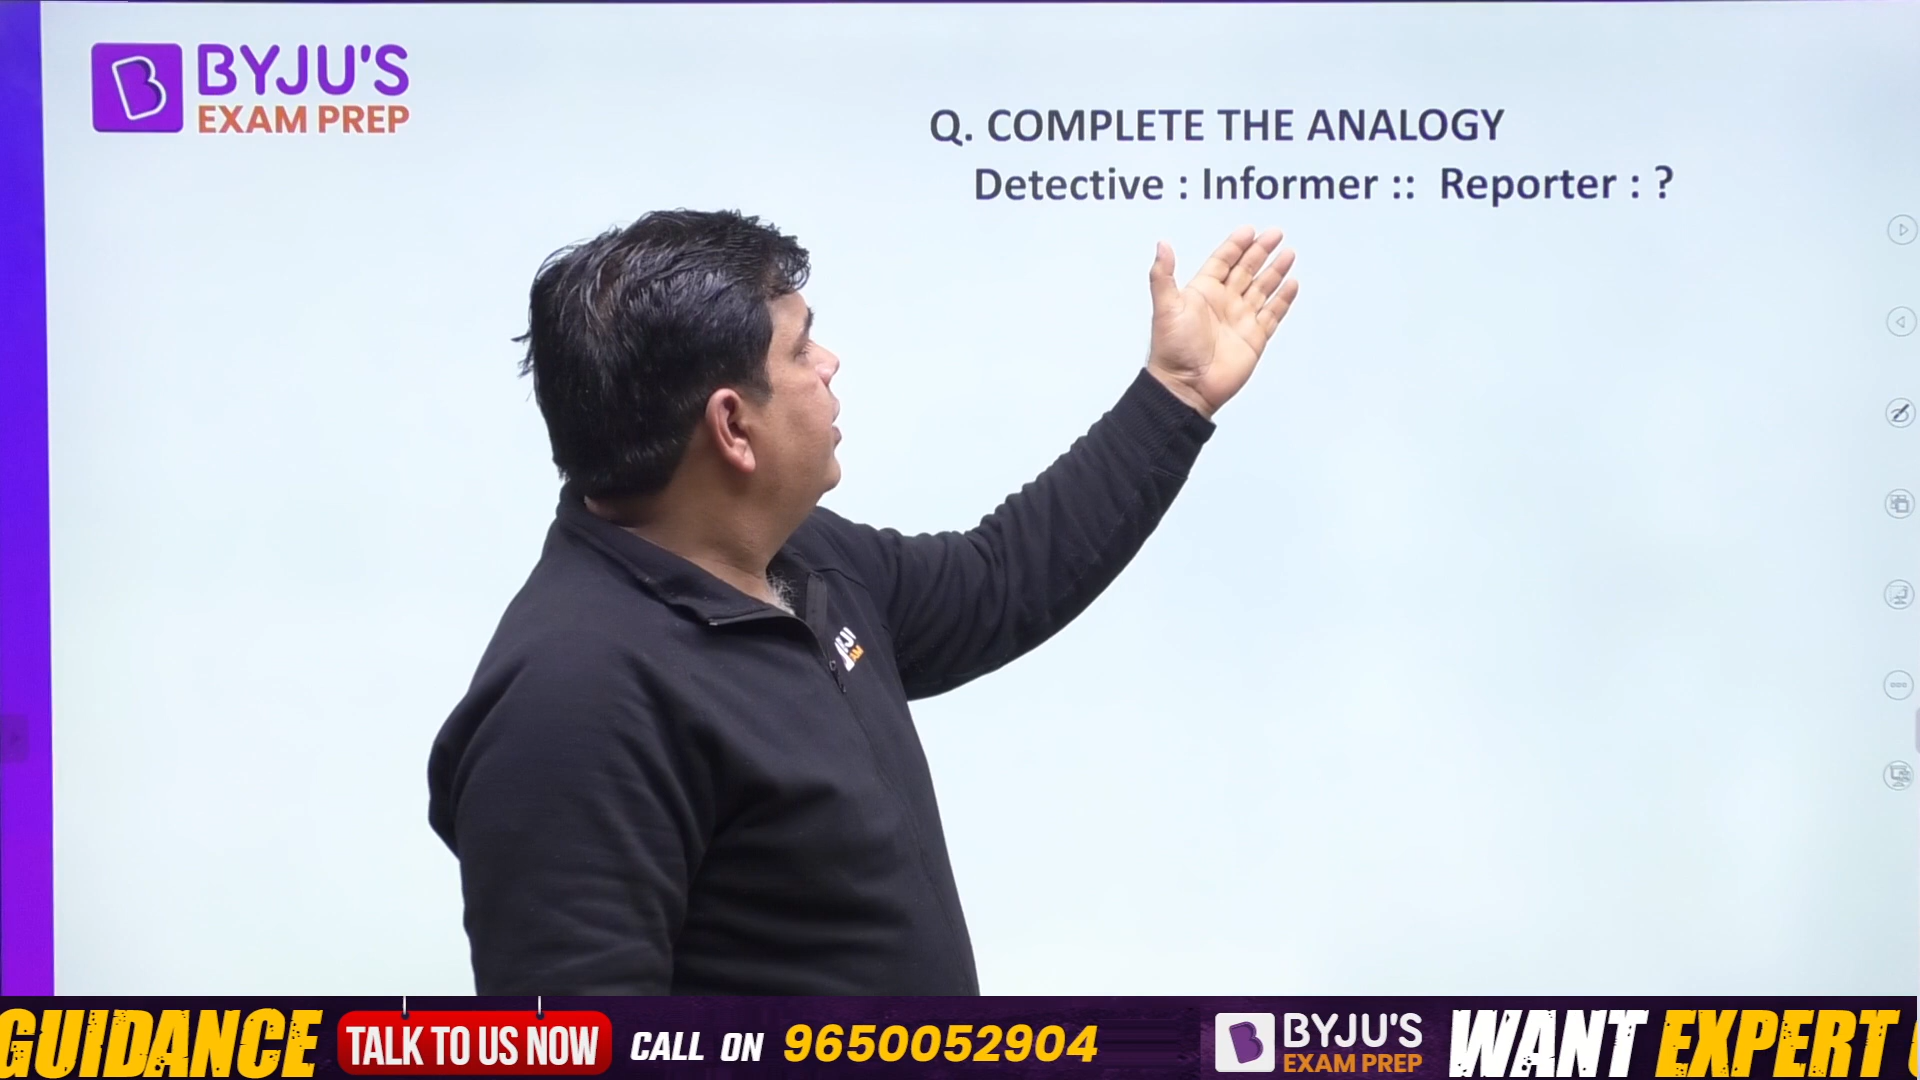 BYJU'S
EXAM PREP
Q. COMPLETE THE ANALOGY
Detective : Informer :: Reporter : ?
GUIDANCE
TALK TO US NOW
CALL ON 9650052904
BYJU'S
EXAM PREP
WANT EXPERT